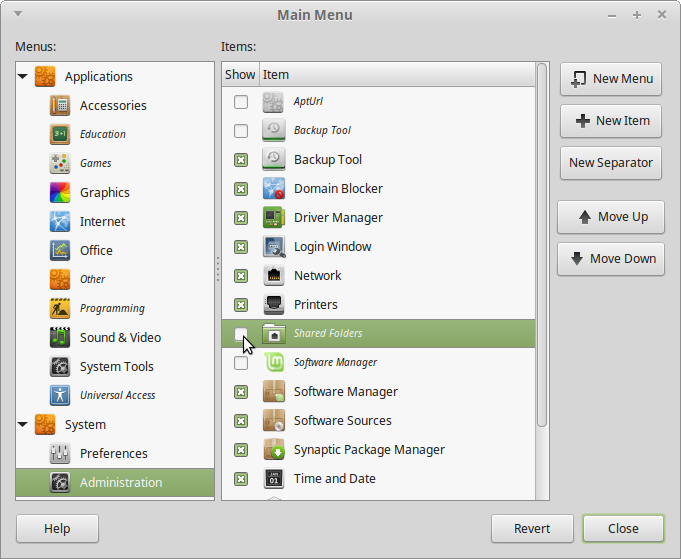 Main Menu
Menus:
Items:
Applications
Accessories
Education
Games
Graphics
Internet
Office
Other
Programming
Sound & Video
System Tools
Universal Access
System
Preferences
Administration
Show Item
AptUrl
Backup Tool
Backup Tool
Domain Blocker
Driver Manager
Login Window
Network
Printers
Shared Folders
Software Manager
Software Manager
Software Sources
Synaptic Package Manager
JAN
01
Time and Date
New Menu
New Item
New Separator
Move Up
Move Down
Help
Revert
Close